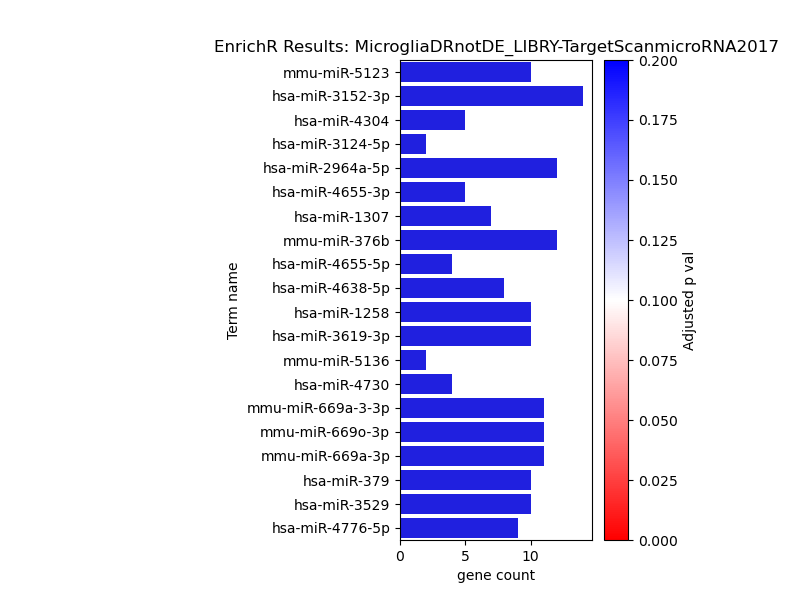 EnrichR Results: MicrogliaDRnotDE_LIBRY-TargetScanmicroRNA2017
Term name
mmu-miR-5123
hsa-miR-3152-3p
hsa-miR-4304
hsa-miR-3124-5p
hsa-miR-2964a-5p
hsa-miR-4655-3p
hsa-miR-1307
mmu-miR-376b
hsa-miR-4655-5p
hsa-miR-4638-5p
hsa-miR-1258
hsa-miR-3619-3p
mmu-miR-5136
hsa-miR-4730
mmu-miR-669a-3-3p
mmu-miR-669o-3p
mmu-miR-669a-3p
hsa-miR-379
hsa-miR-3529
hsa-miR-4776-5p
0 5 10
gene count
0.200
0.175
0.150
0.125
0.100
0.075
0.050
0.025
0.000
Adjusted p val